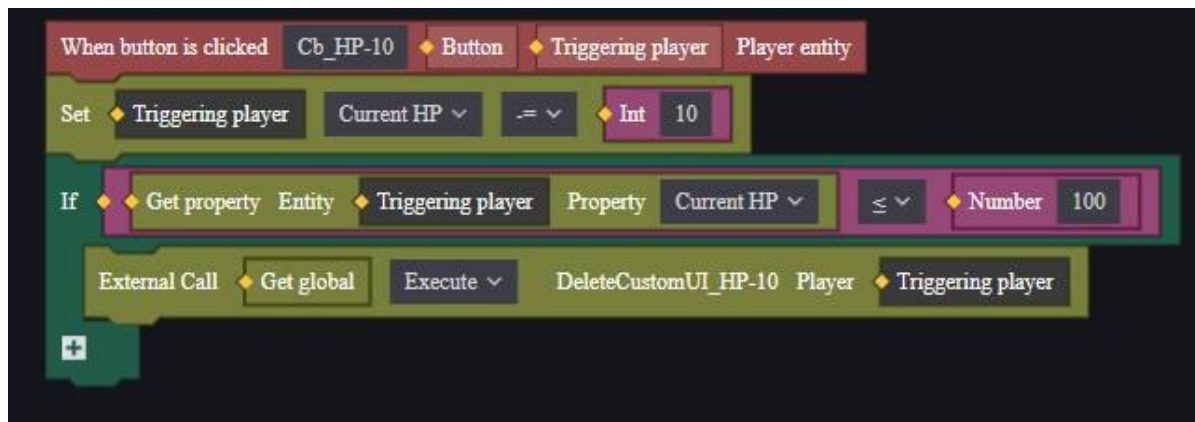 When button is clicked Cb_HP-10 Button Triggering player Player entity
Set Triggering player Current HP -= Int 10
If Get property Entity Triggering player Property Current HP ≤ Number 100
External Call Get global Execute DeleteCustomUI_HP-10 Player Triggering player